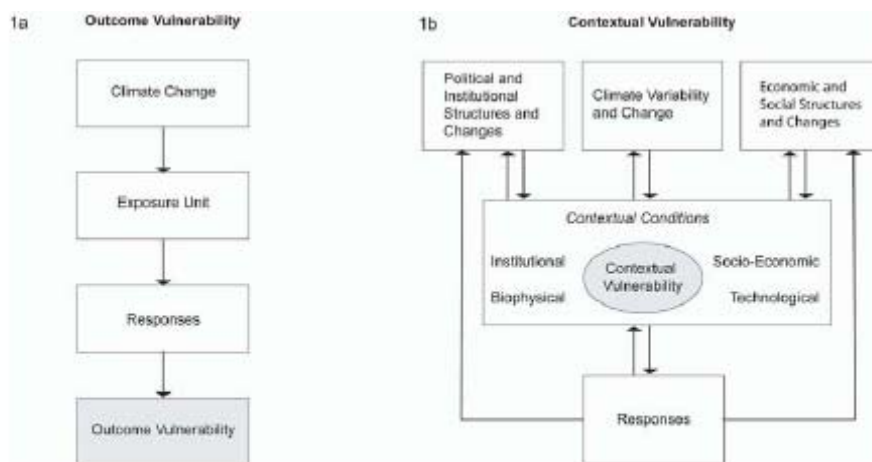 1a
Outcome Vulnerability
Climate Change
Exposure Unit
Responses
Outcome Vulnerability
1b
Contextual Vulnerability
Political and
Institutional
Structures and
Changes
Climate Variability
and Change
Economic and
Social Structures
and Changes
Contextual Conditions
Institutional
Biophysical
Contextual
Vulnerability
Socio-Economic
Technological
Responses